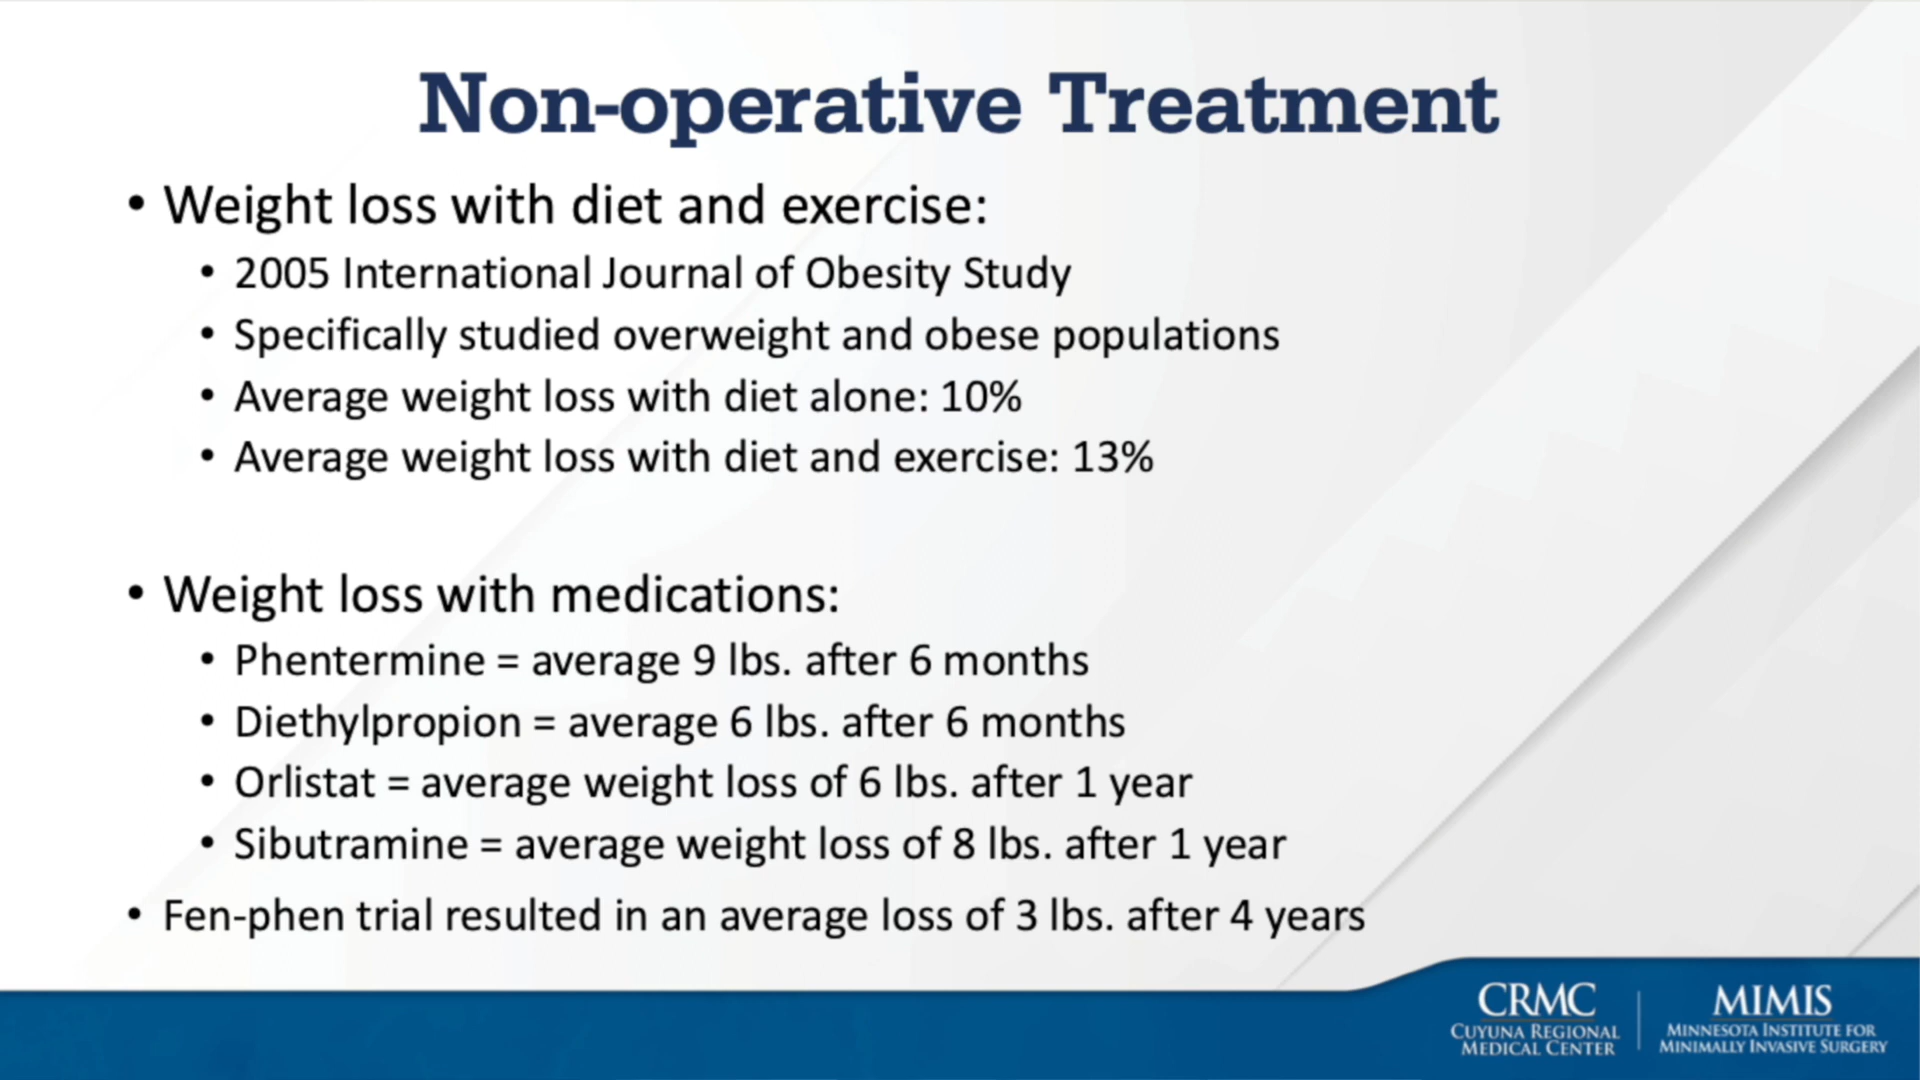 Non-operative Treatment
• Weight loss with diet and exercise:
• 2005 International Journal of Obesity Study
• Specifically studied overweight and obese populations
• Average weight loss with diet alone: 10%
• Average weight loss with diet and exercise: 13%
• Weight loss with medications:
• Phentermine = average 9 lbs. after 6 months
• Diethylpropion = average 6 lbs. after 6 months
• Orlistat = average weight loss of 6 lbs. after 1 year
• Sibutramine = average weight loss of 8 lbs. after 1 year
• Fen-phen trial resulted in an average loss of 3 lbs. after 4 years
CRMC
CUYUNA REGIONAL
MEDICAL CENTER
MIMIS
MINNESOTA INSTITUTE FOR
MINIMALLY INVASIVE SURGERY